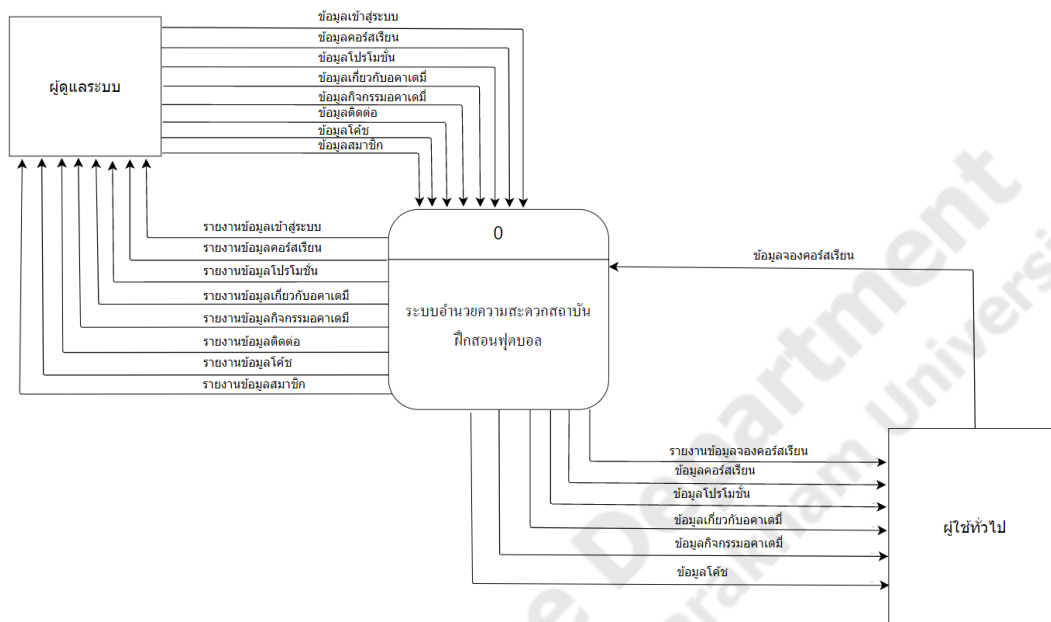 ข้อมูลเข้าสู่ระบบ
ข้อมูลคอร์สเรียน
ข้อมูลโปรโมชั่น
ข้อมูลเกี่ยวกับอคาเดมี่
ข้อมูลกิจกรรมอคาเดมี่
ข้อมูลติดต่อ
ข้อมูลโค้ช
ข้อมูลสมาชิก
ผู้ดูแลระบบ
รายงานข้อมูลเข้าสู่ระบบ
รายงานข้อมูลคอร์สเรียน
รายงานข้อมูลโปรโมชั่น
รายงานข้อมูลเกี่ยวกับอคาเดมี
รายงานข้อมูลกิจกรรมอคาเดมี
รายงานข้อมูลติดต่อ
รายงานข้อมูลโค้ช
รายงานข้อมูลสมาชิก
0
ระบบอำนวยความสะดวกสถาบัน
ฝึกสอนฟุตบอล
ข้อมูลจองคอร์สเรียน
รายงานข้อมูลจองคอร์สเรียน
ข้อมูลคอร์สเรียน
ข้อมูลโปรโมชั่น
ข้อมูลเกี่ยวกับอคาเดมี่
ข้อมูลกิจกรรมอคาเดมี่
ข้อมูลโค้ช
ผู้ใช้ทั่วไป
Department